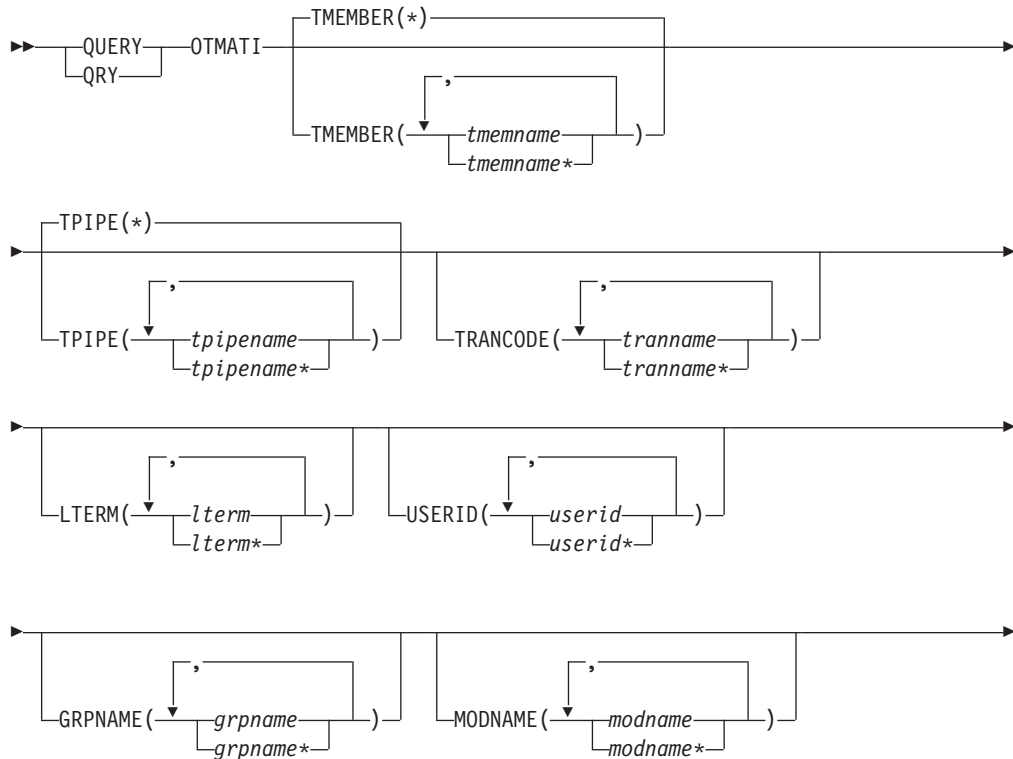 TMEMBER(*)
QUERY OTMATI
QRY
,
TMEMBER( tmemname )
tmemname*
TPIPE(*)
, ,
TPIPE( tpipename ) TRANCODE( tranname )
tpipename* tranname*
, ,
LTERM( lterm ) USERID( userid )
lterm* userid*
, ,
GRPNAME( grpname ) MODNAME( modname )
grpname* modname*